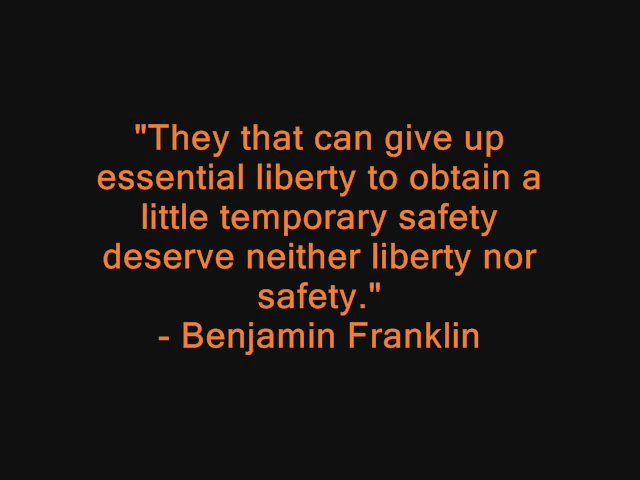 "They that can give up
essential liberty to obtain a
little temporary safety
deserve neither liberty nor
safety."
- Benjamin Franklin